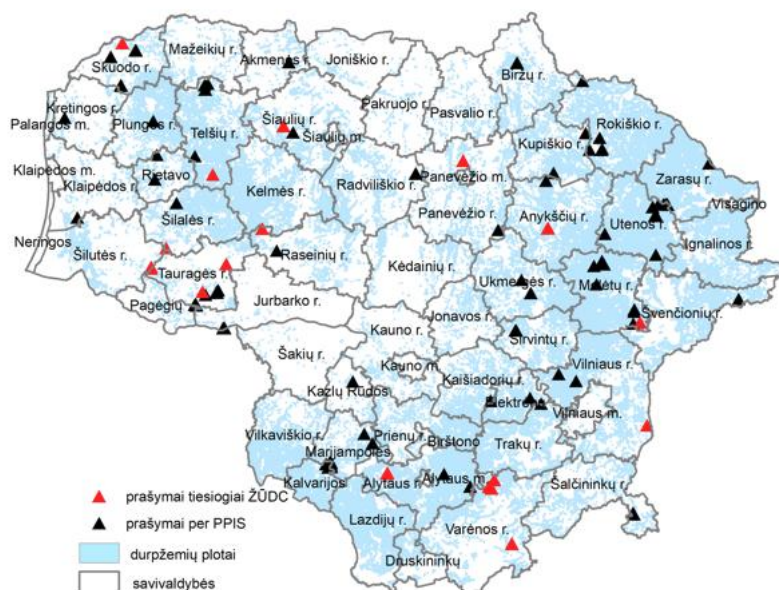 Skuodo r.
Mažeikių r.
Akmenės r.
Joniškio r.
Biržų r.
Pakruojo r.
Pasvalio r.
Rokiškio r.
Kretingos r.
Palangos m.
Plungės r.
Telšių r.
Šiaulių r.
Šiaulių m.
Kupiškio r.
Klaipėdos m.
Klaipėdos r.
Rietavo
Kelmės r.
Radviliškio r.
Panevėžio m.
Panevėžio r.
Zarasų r.
Visagino
Anykščių r.
Utenos r.
Ignalinos r.
Neringos
Šilutės r.
Šilalės r.
Raseinių r.
Kėdainių r.
Ukmergės r.
Molėtų r.
Švenčionių r.
Tauragės r.
Pagėgių
Jurbarko r.
Jonavos r.
Širvintų r.
Šakių r.
Kauno r.
Kauno m.
Kaišiadorių r.
Vilniaus r.
Kazlų Rūdos
Elektrėnų
Vilniaus m.
Vilkaviškio r.
Marijampolės
Prienų r.
Birštono
Trakų r.
Kalvarijos
Alytaus r.
Alytaus m.
Šalčininkų r.
Lazdijų r.
Varėnos r.
Druskininkų
prašymai tiesiogiai ŽŪDC
prašymai per PPIS
durpžemių plotai
savivaldybės